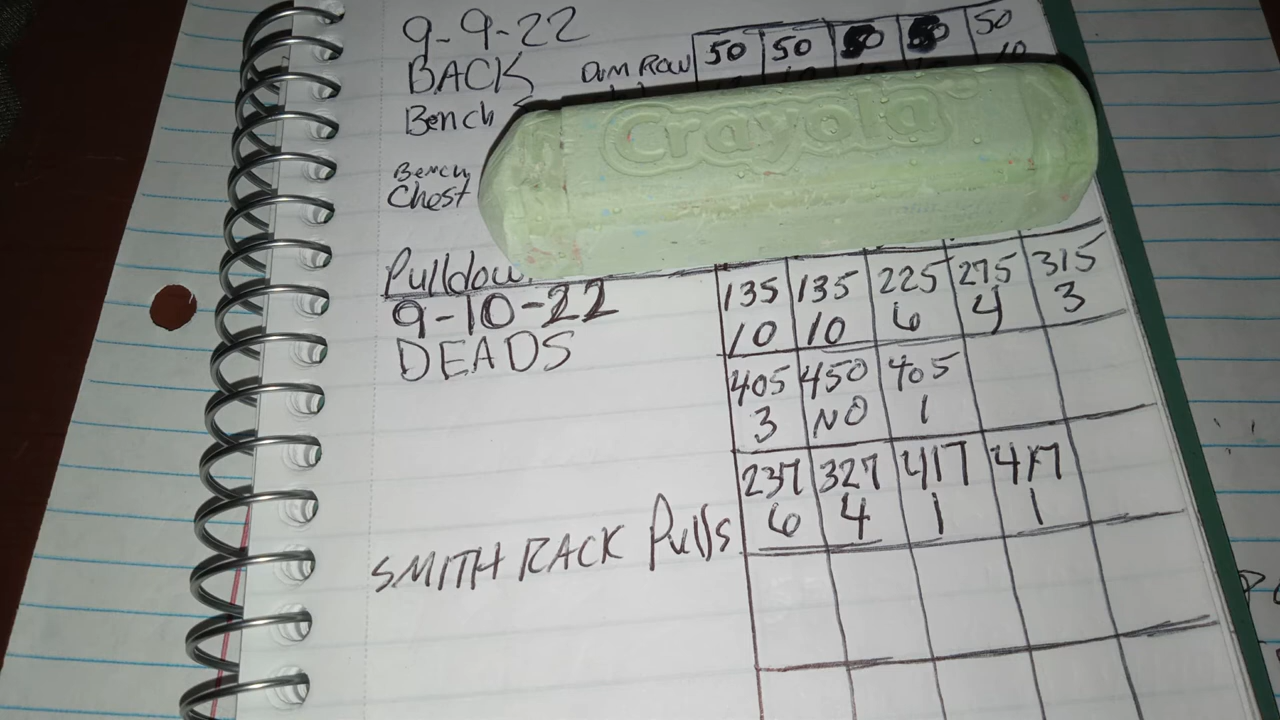 9-9-22
BACK Dum Row 50 50 50 50 50
Bench
Crayola
Bench
Chest
Pulldow
9-10-22 135 135 225 275 315
10 10 6 4 3
DEADS
405 450 405
3 NO 1
237 327 417 417
6 4 1 1
SMITH RACK Pulls